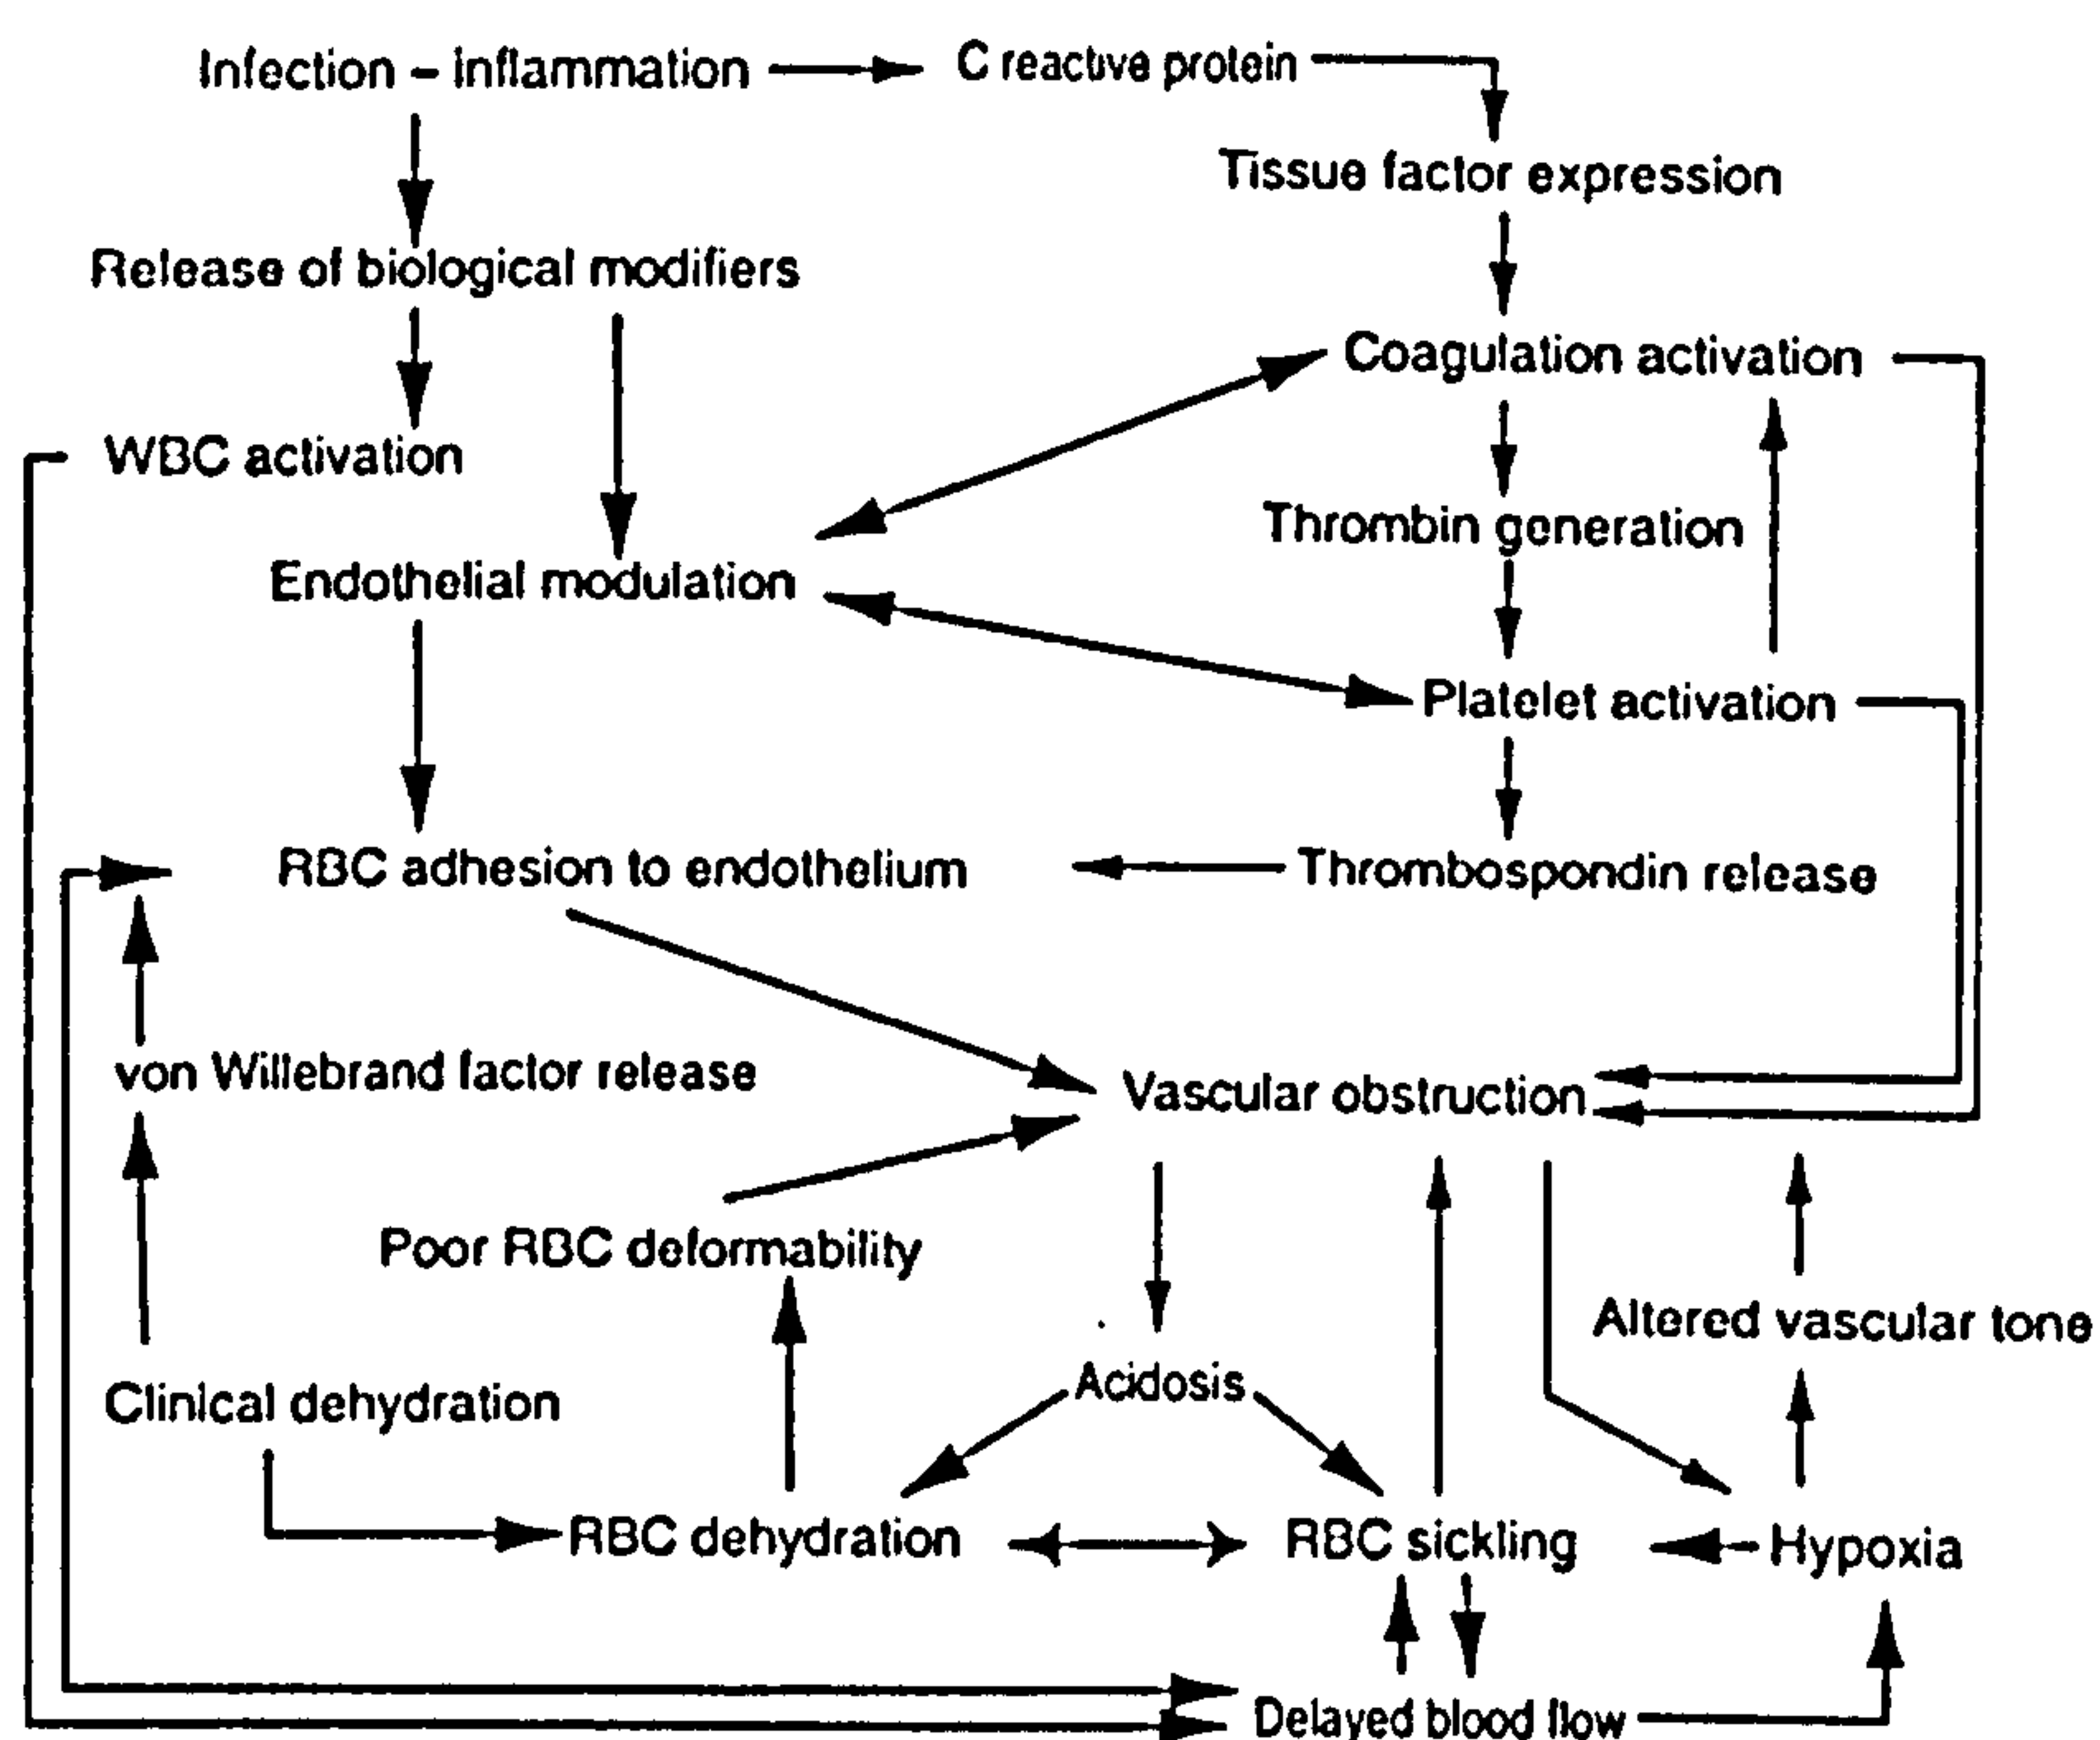 Infection – Inflammation
C reactive protein
Tissue factor expression
Release of biological modifiers
Coagulation activation
WBC activation
Thrombin generation
Endothelial modulation
Platelet activation
RBC adhesion to endothelium
Thrombospondin release
von Willebrand factor release
Vascular obstruction
Poor RBC deformability
Altered vascular tone
Acidosis
Clinical dehydration
RBC dehydration
RBC sickling
Hypoxia
Delayed blood flow